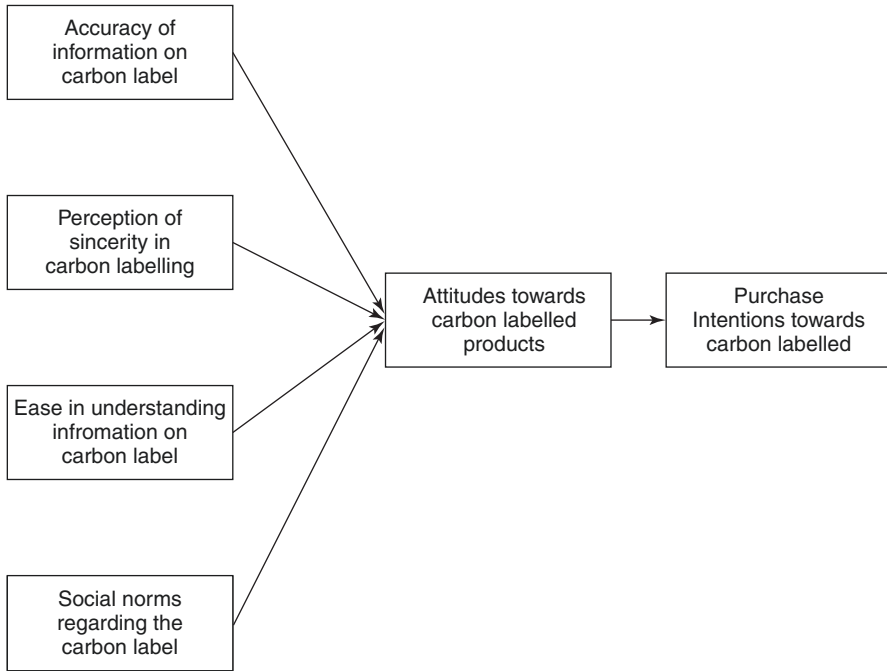 Accuracy of
information on
carbon label
Perception of
sincerity in
carbon labelling
Ease in understanding
infromation on
carbon label
Social norms
regarding the
carbon label
Attitudes towards
carbon labelled
products
Purchase
Intentions towards
carbon labelled